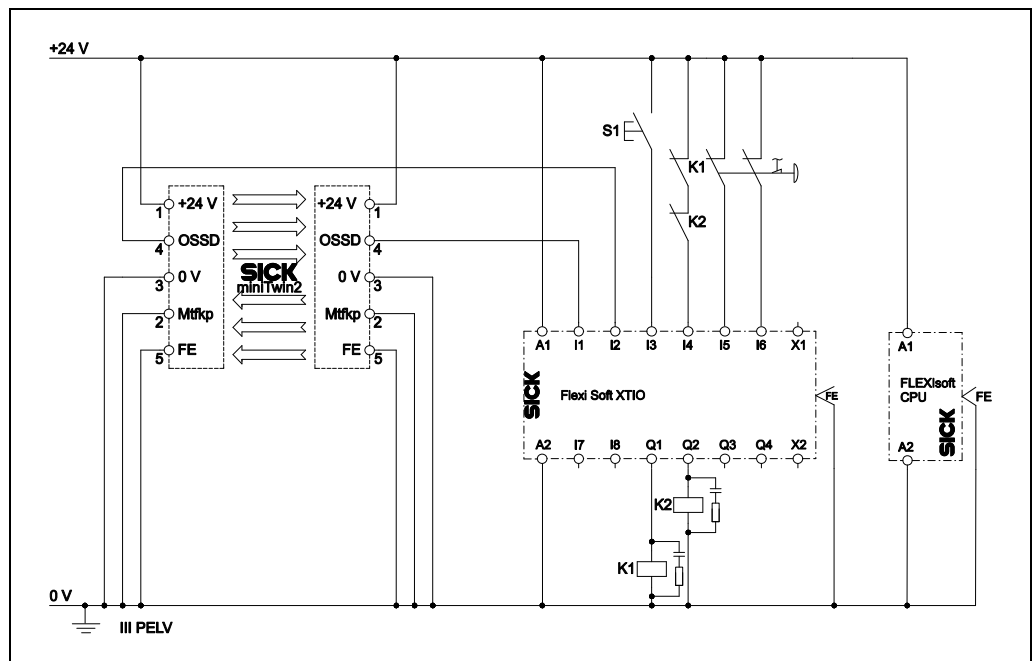 +24 V
S1
K1
K2
1 +24 V
+24 V 1
4 OSSD
OSSD 4
3 0 V
0 V 3
SICK
miniTwin2
2 Mtfkp
Mtfkp 2
5 FE
FE 5
A1 I1 I2 I3 I4 I5 I6 X1
SICK
Flexi Soft XTIO
FE
A2 I7 I8 Q1 Q2 Q3 Q4 X2
A1
FLEXIsoft
CPU
SICK
FE
A2
K2
K1
0 V
III PELV